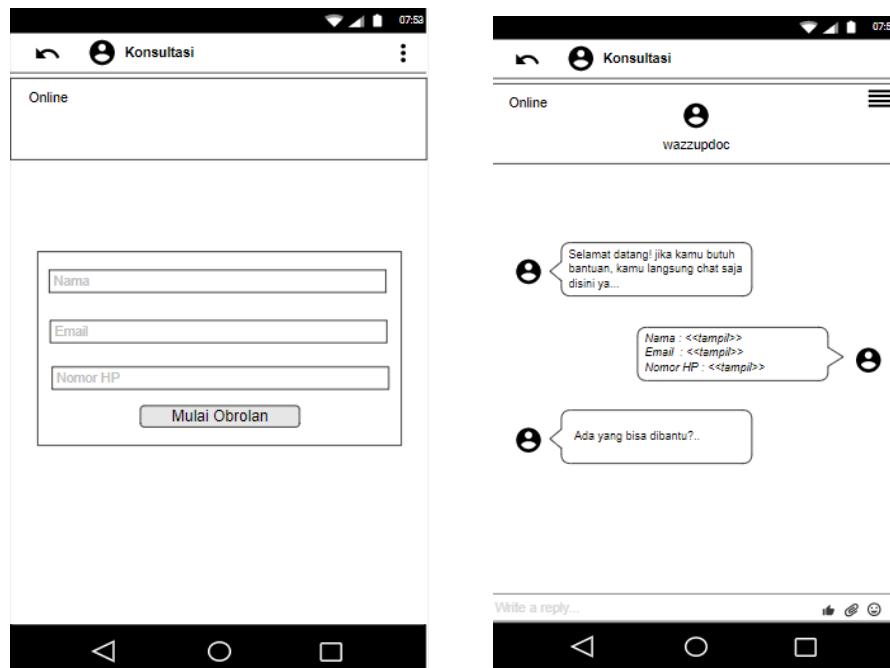 07:53
Konsultasi
Online
Nama
Email
Nomor HP
Mulai Obrolan
Konsultasi
Online
wazzupdoc
Selamat datang! jika kamu butuh
bantuan, kamu langsung chat saja
disini ya...
Nama : <<tampil>>
Email : <<tampil>>
Nomor HP : <<tampil>>
Ada yang bisa dibantu?..
Write a reply...